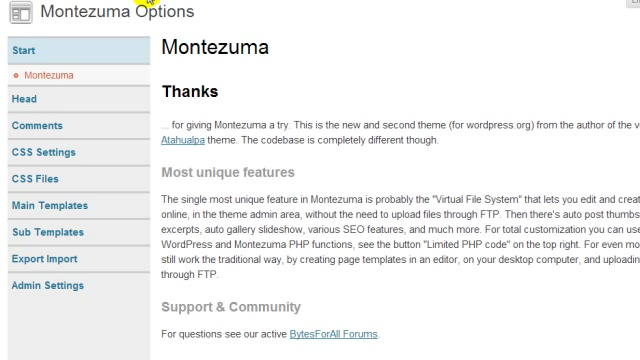 Montezuma Options
Start
Montezuma
Head
Comments
CSS Settings
CSS Files
Main Templates
Sub Templates
Export Import
Admin Settings
Montezuma
Thanks
... for giving Montezuma a try. This is the new and second theme (for wordpress.org) from the author of the
Atahualpa theme. The codebase is completely different though.
Most unique features
The single most unique feature in Montezuma is probably the "Virtual File System" that lets you edit and
online, in the theme admin area, without the need to upload files through FTP. Then there's auto post
excerpts, auto gallery slideshow, various SEO features, and much more. For total customization you can
WordPress and Montezuma PHP functions, see the button "Limited PHP code" on the top right. For even
still work the traditional way, by creating page templates in an editor, on your desktop computer, and
through FTP.
Support & Community
For questions see our active BytesForAll Forums.